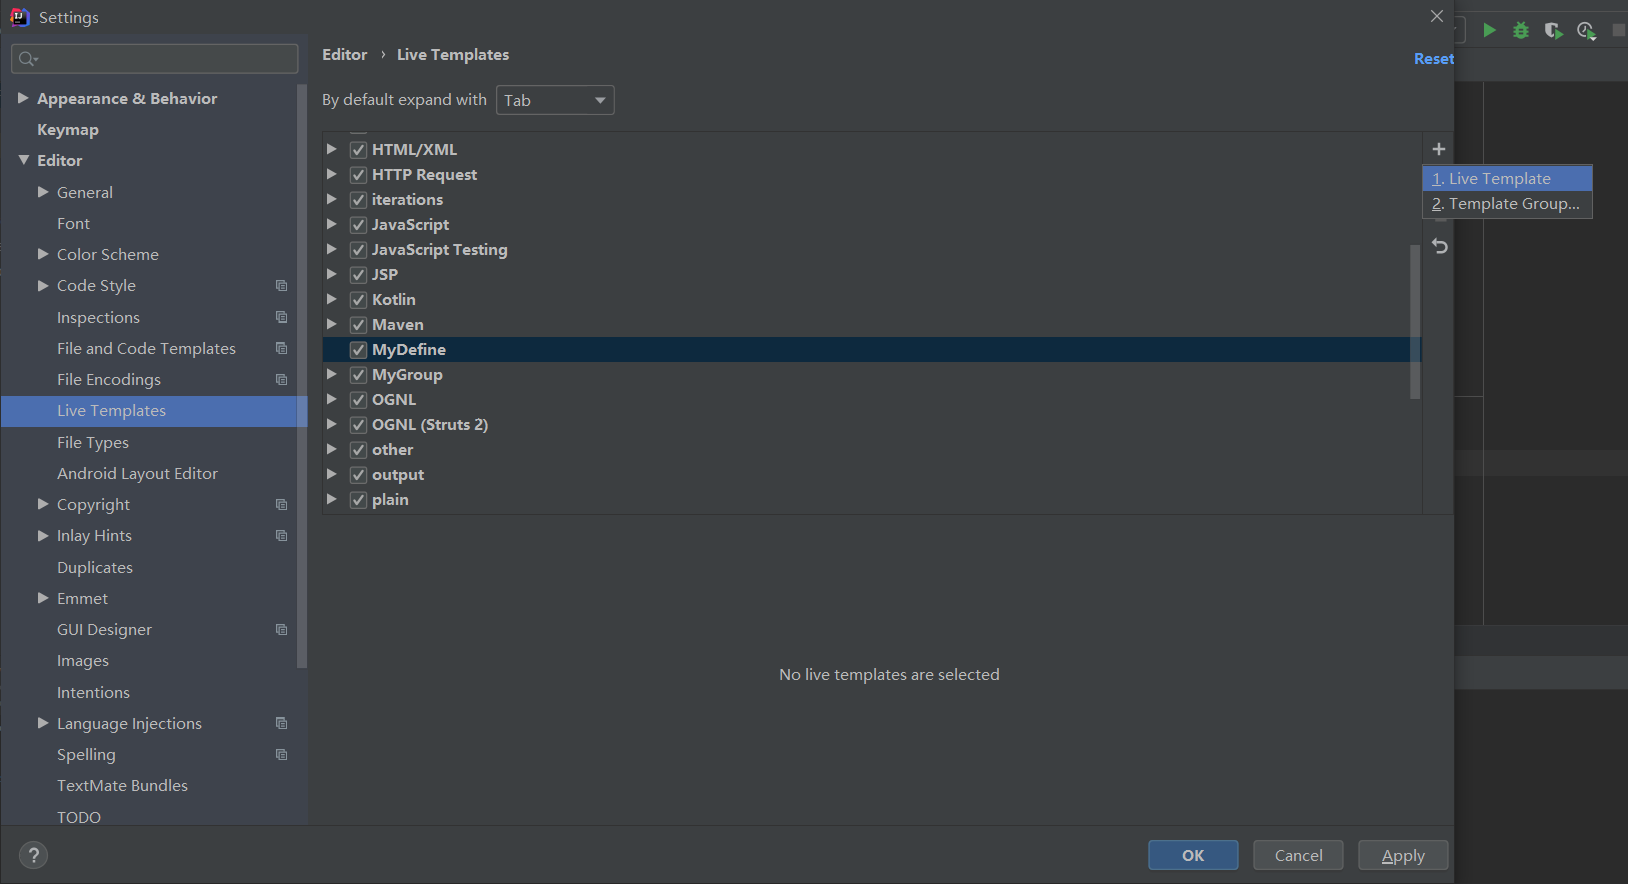 Settings
Editor › Live Templates
Reset
By default expand with Tab
Appearance & Behavior
Keymap
Editor
General
Font
Color Scheme
Code Style
Inspections
File and Code Templates
File Encodings
Live Templates
File Types
Android Layout Editor
Copyright
Inlay Hints
Duplicates
Emmet
GUI Designer
Images
Intentions
Language Injections
Spelling
TextMate Bundles
TODO
HTML/XML
HTTP Request
iterations
JavaScript
JavaScript Testing
JSP
Kotlin
Maven
MyDefine
MyGroup
OGNL
OGNL (Struts 2)
other
output
plain
1. Live Template
2. Template Group...
No live templates are selected
?
OK
Cancel
Apply